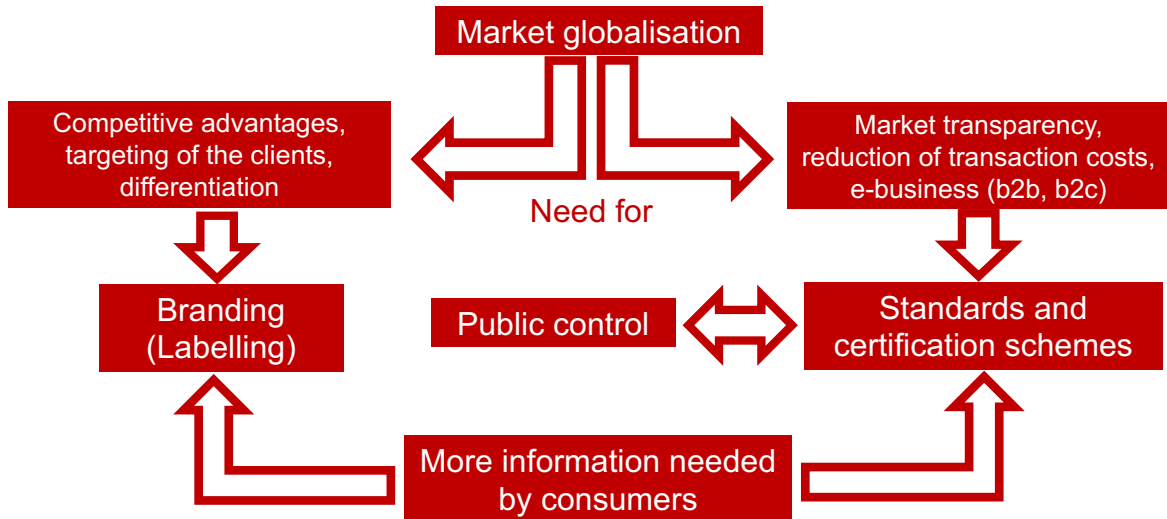 Market globalisation
Competitive advantages,
targeting of the clients,
differentiation
Market transparency,
reduction of transaction costs,
e-business (b2b, b2c)
Need for
Branding
(Labelling)
Public control
Standards and
certification schemes
More information needed
by consumers